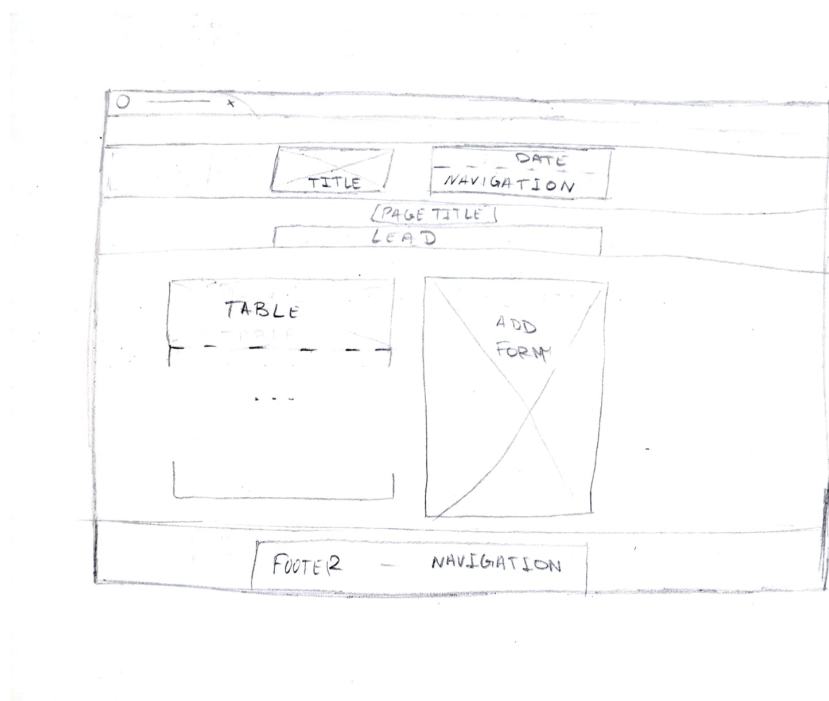 DATE
TITLE
NAVIGATION
PAGE TITLE
LEAD
TABLE
ADD
FORM
...
FOOTER - NAVIGATION